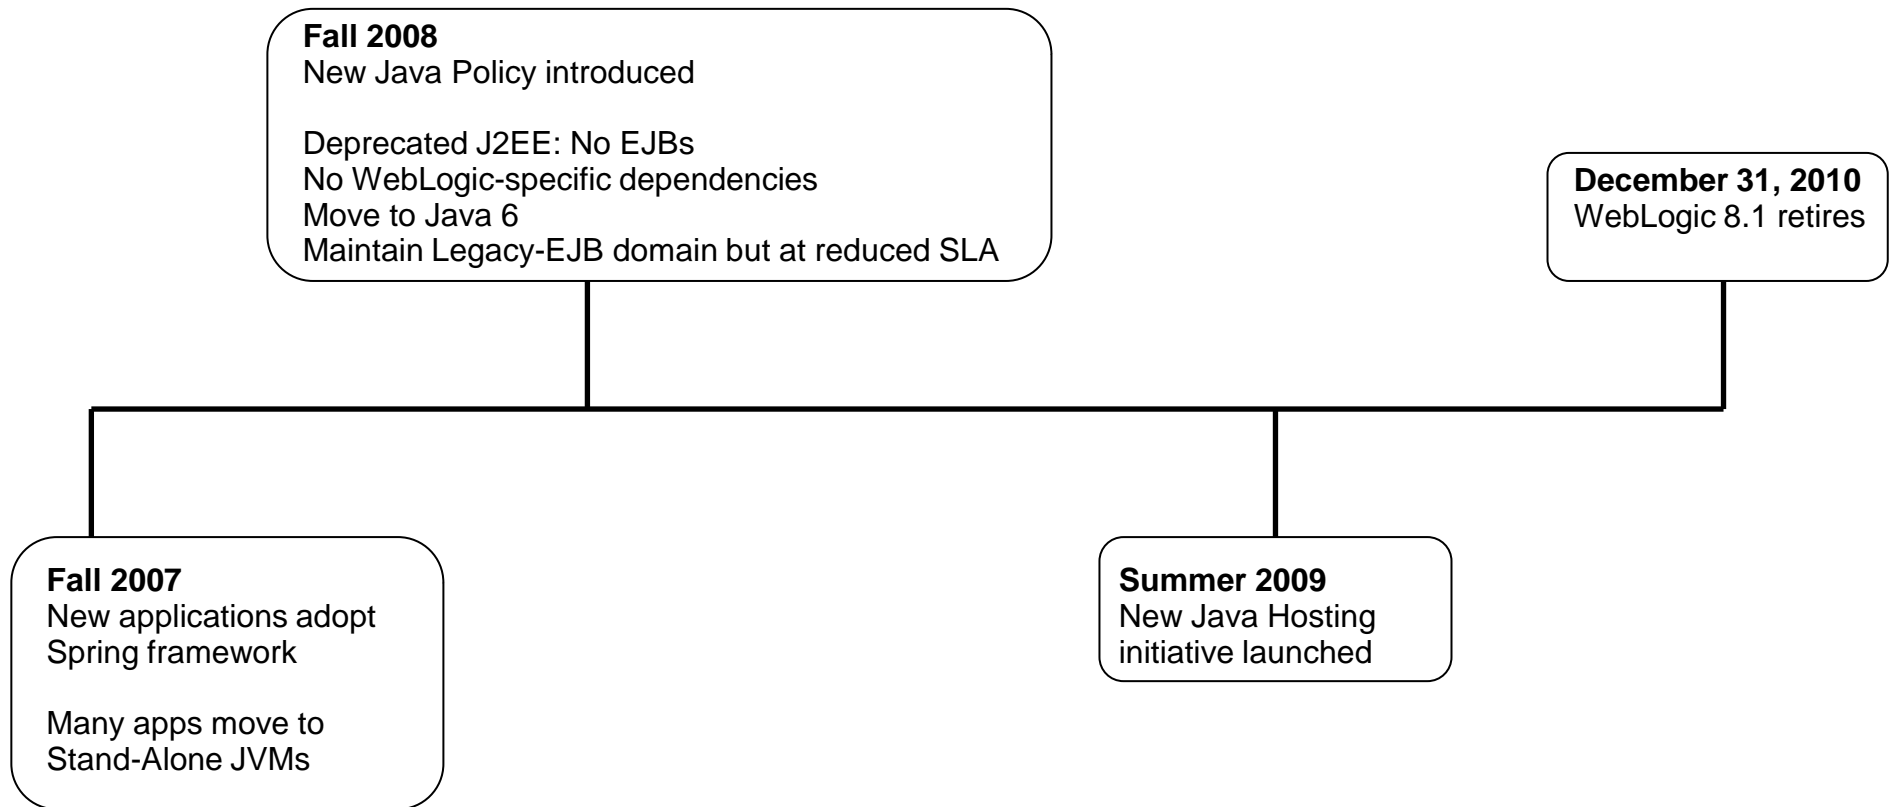 Fall 2008
New Java Policy introduced
Deprecated J2EE: No EJBs
No WebLogic-specific dependencies
Move to Java 6
Maintain Legacy-EJB domain but at reduced SLA
December 31, 2010
WebLogic 8.1 retires
Fall 2007
New applications adopt
Spring framework
Many apps move to
Stand-Alone JVMs
Summer 2009
New Java Hosting
initiative launched